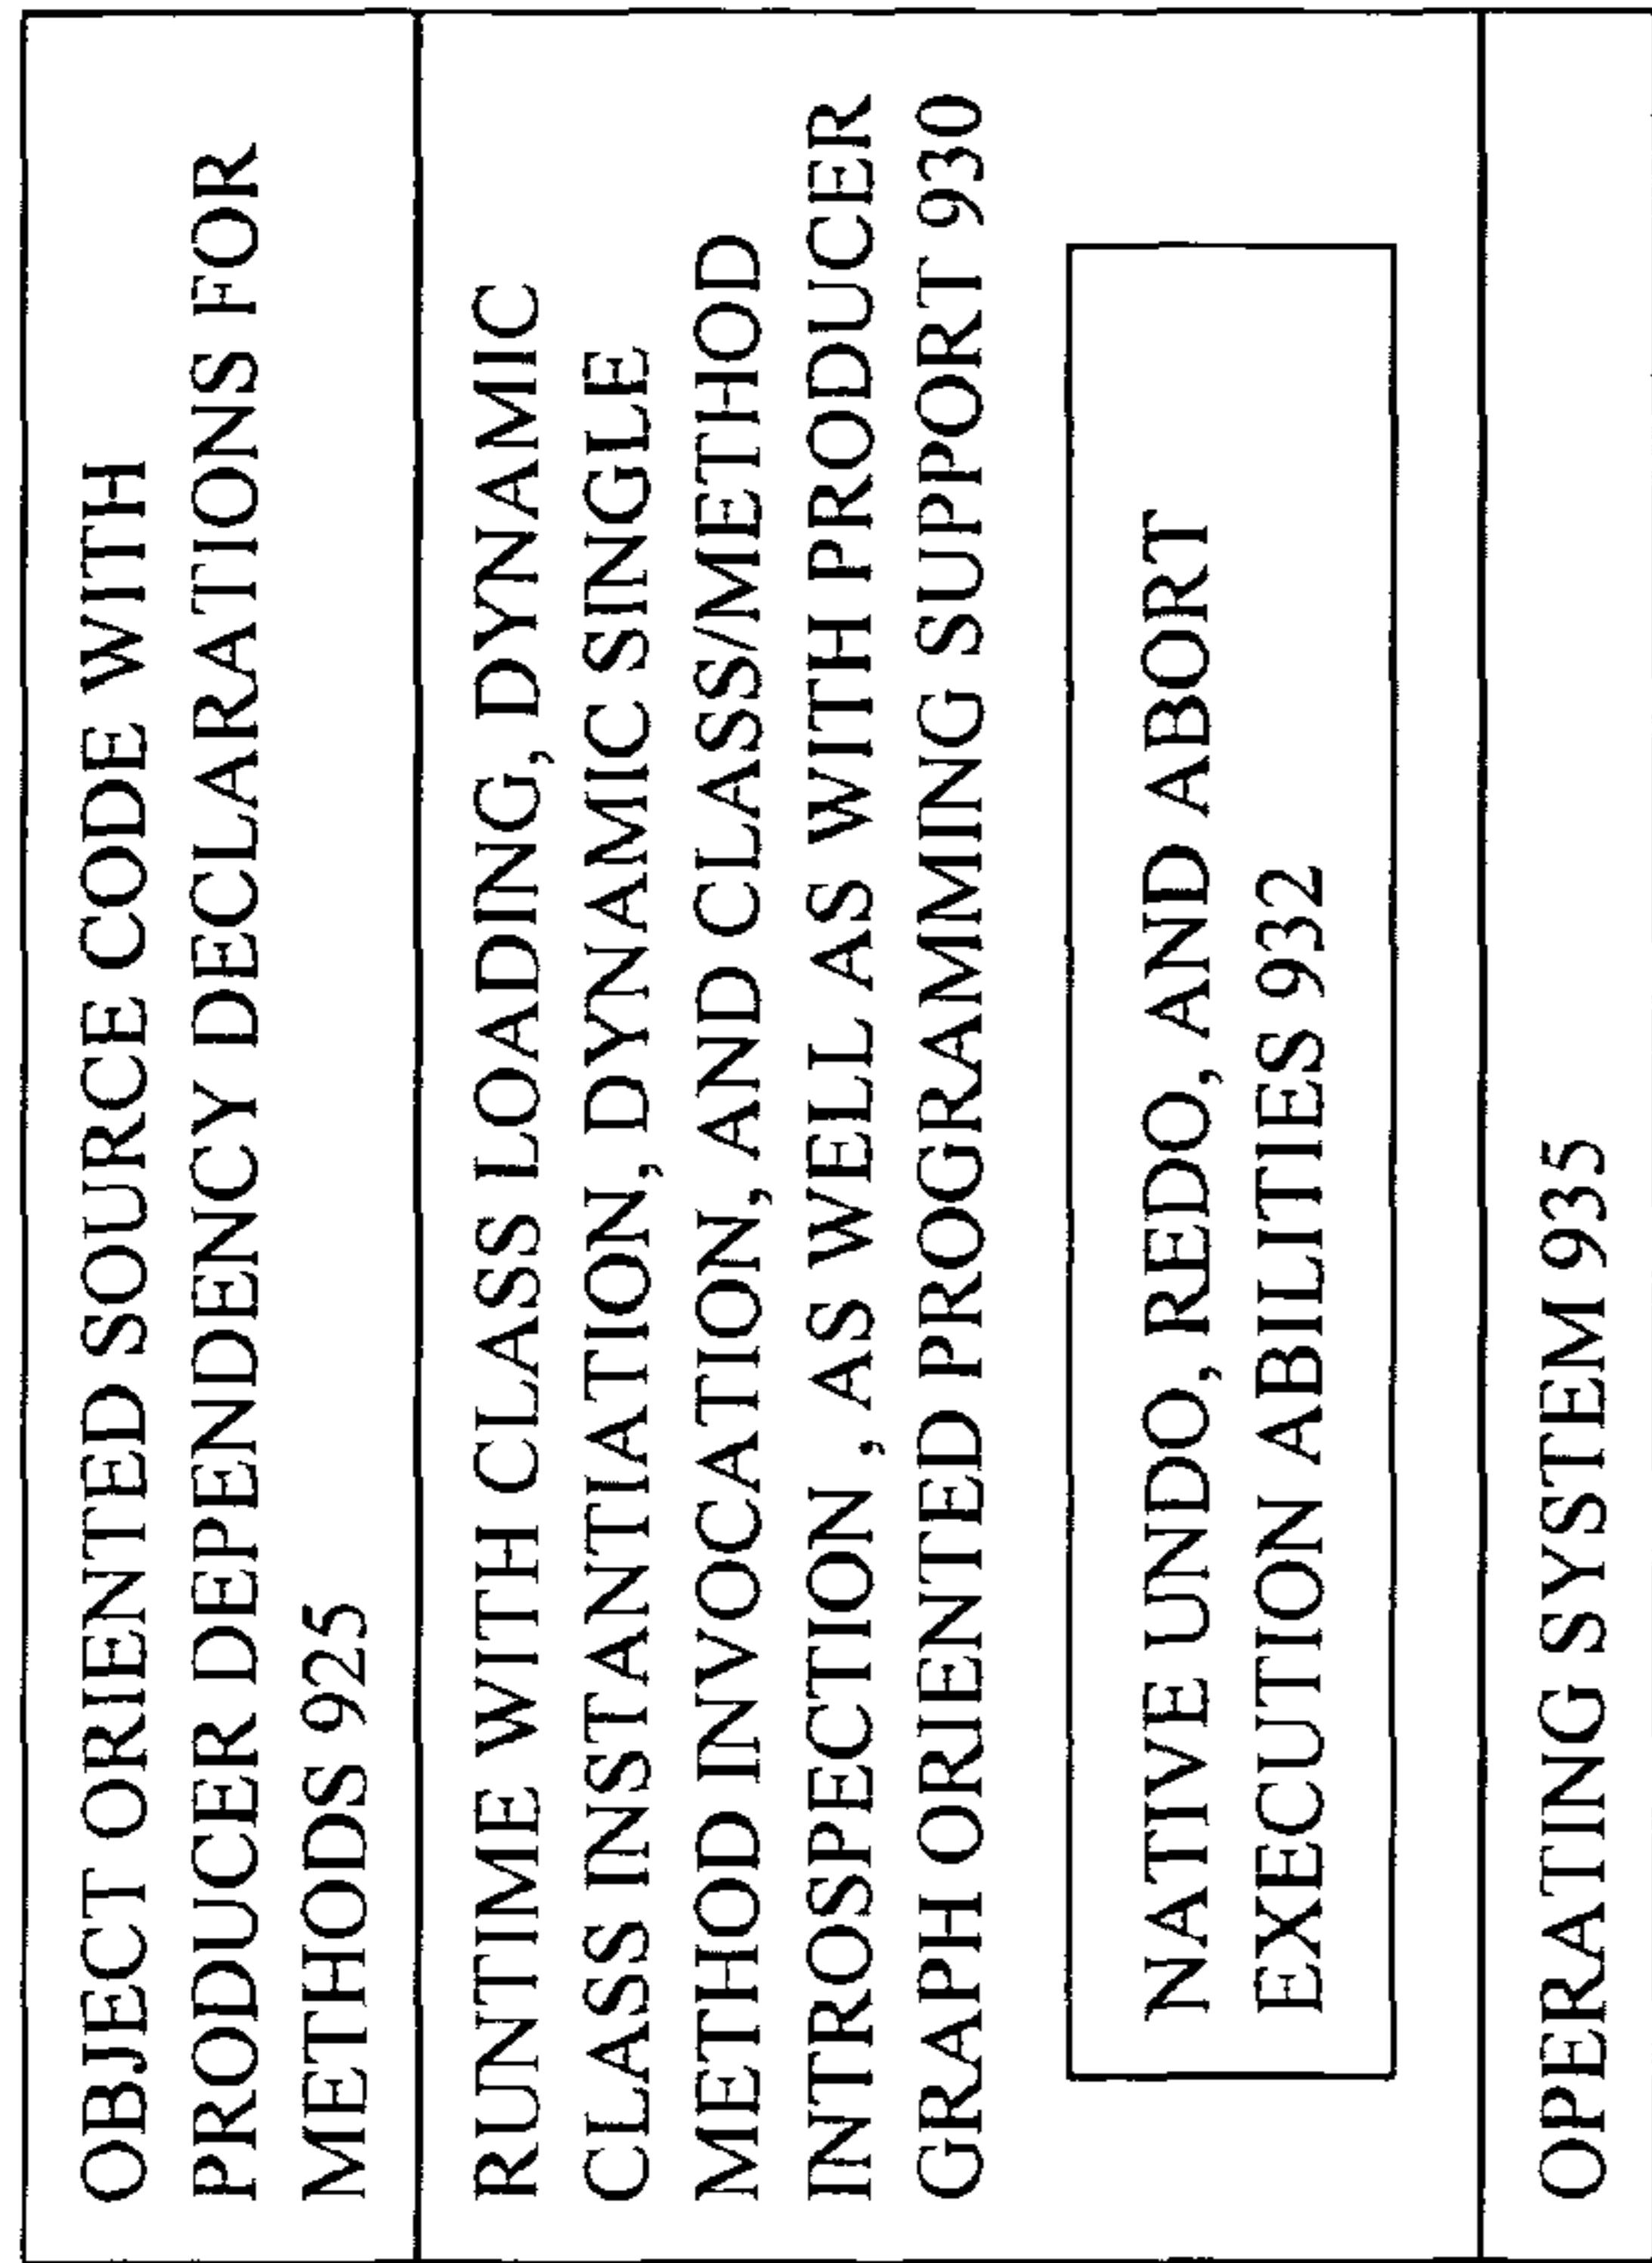 OBJECT ORIENTED SOURCE CODE WITH
PRODUCER DEPENDENCY DECLARATIONS FOR
METHODS 925
RUNTIME WITH CLASS LOADING, DYNAMIC
CLASS INSTANTIATION, DYNAMIC SINGLE
METHOD INVOCATION, AND CLASS/METHOD
INTROSPECTION , AS WELL AS WITH PRODUCER
GRAPH ORIENTED PROGRAMMING SUPPORT 930
NATIVE UNDO, REDO, AND ABORT
EXECUTION ABILITIES 932
OPERATING SYSTEM 935